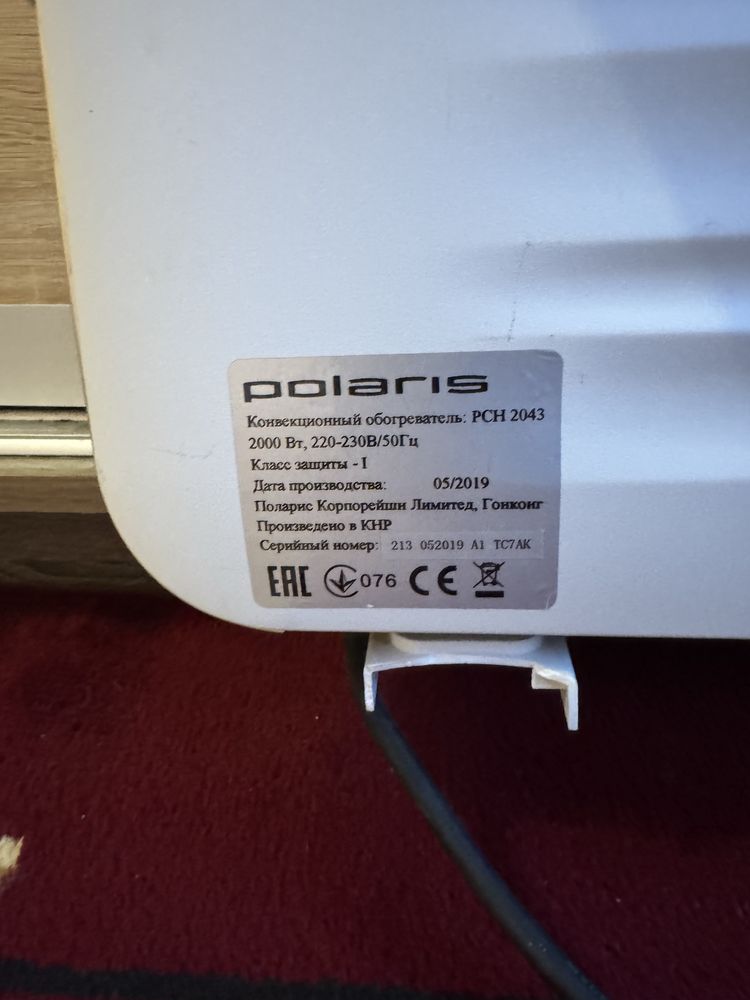 polaris
Конвекционный обогреватель: PCH 2043
2000 Вт, 220-230В/50Гц
Класс защиты - I
Дата производства: 05/2019
Поларис Корпорейшн Лимитед, Гонконг
Произведено в КНР
Серийный номер: 213 052019 A1 TC7AK
EAC 076 CE